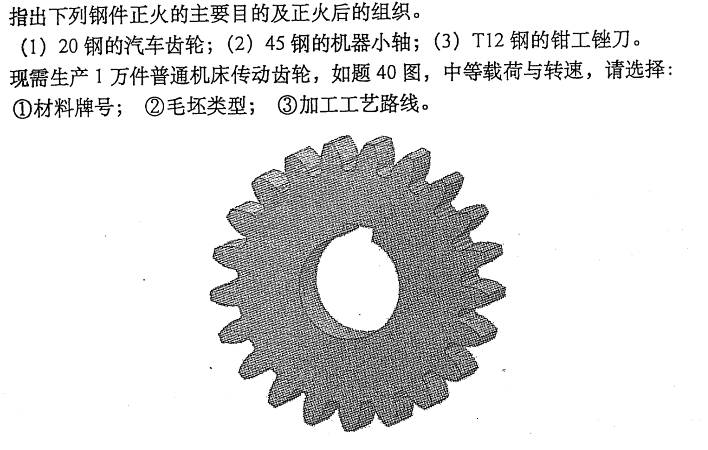 指出下列钢件正火的主要目的及正火后的组织。
（1）20 钢的汽车齿轮；（2）45 钢的机器小轴；（3）T12 钢的钳工锉刀。
现需生产 1 万件普通机床传动齿轮，如题 40 图，中等载荷与转速，请选择：
①材料牌号； ②毛坯类型； ③加工工艺路线。